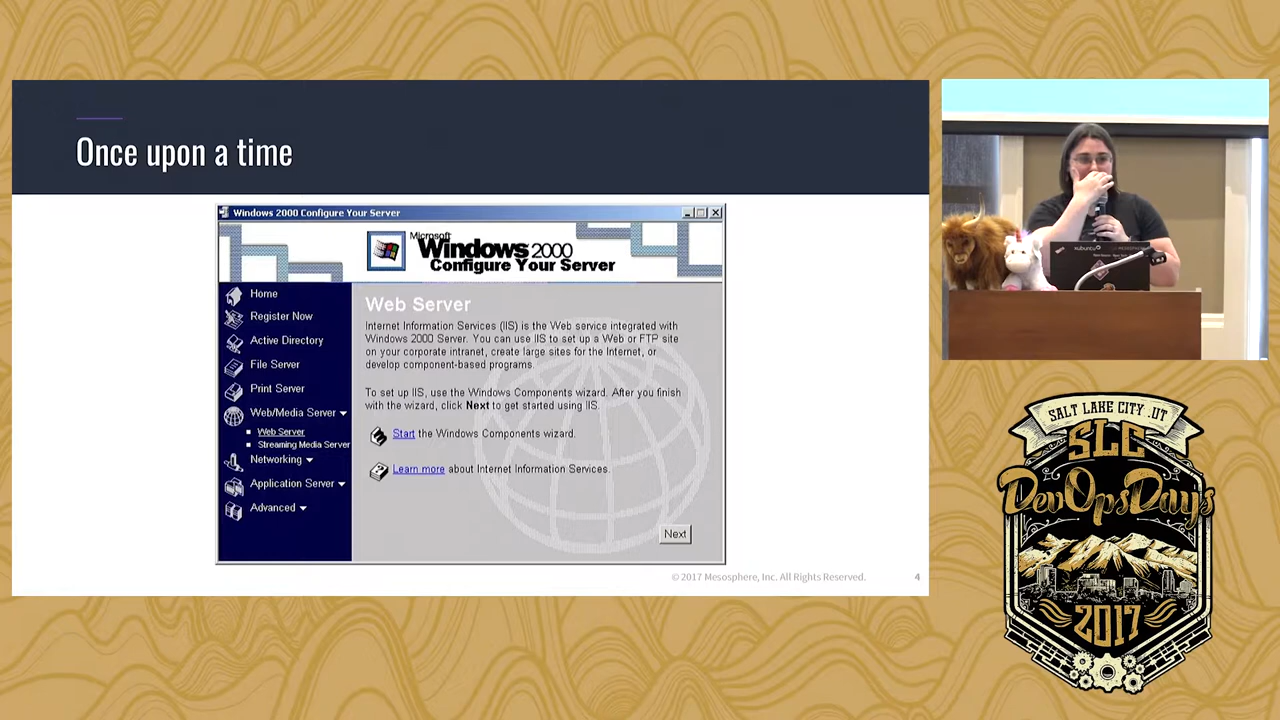 Once upon a time
Windows 2000 Configure Your Server
Microsoft
Windows 2000
Configure Your Server
Home
Register Now
Active Directory
File Server
Print Server
Web/Media Server
Web Server
Streaming Media Server
Networking
Application Server
Advanced
Web Server
Internet Information Services (IIS) is the Web service integrated with
Windows 2000 Server. You can use IIS to set up a Web or FTP site
on your corporate intranet, create large sites for the Internet, or
develop component-based programs.
To set up IIS, use the Windows Components wizard. After you finish
with the wizard, click Next to get started using IIS.
Start the Windows Components wizard.
Learn more about Internet Information Services.
Next
© 2017 Mesosphere, Inc. All Rights Reserved.
4
xubuntu
MESOSPHERE
SALT LAKE CITY .UT
SLC
DevOpsDays
2017